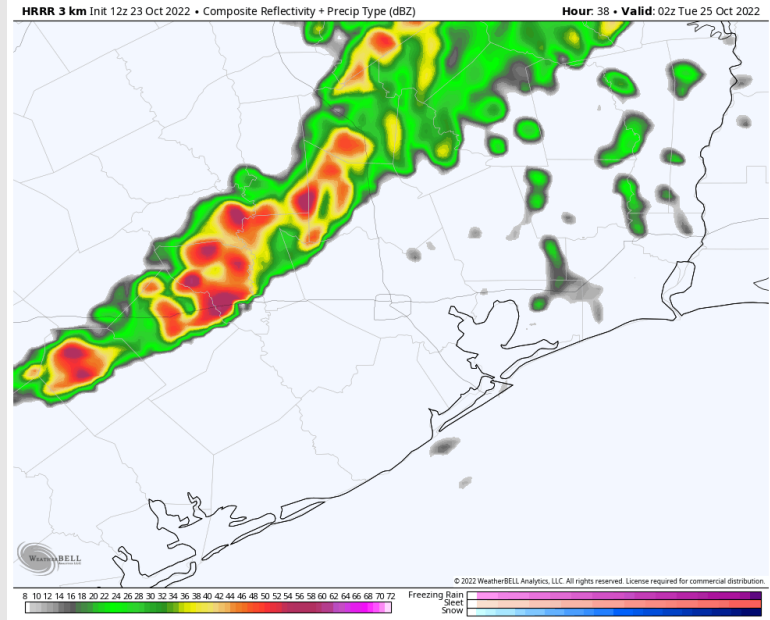 HRRR 3 km Init 12z 23 Oct 2022 • Composite Reflectivity + Precip Type (dBZ)
Hour: 38 • Valid: 02z Tue 25 Oct 2022
WEATHERBELL
© 2022 WeatherBELL Analytics, LLC. All rights reserved. License required for commercial distribution.
8 10 12 14 16 18 20 22 24 26 28 30 32 34 36 38 40 42 44 46 48 50 52 54 56 58 60 62 64 66 68 70 72
Freezing Rain
Sleet
Snow